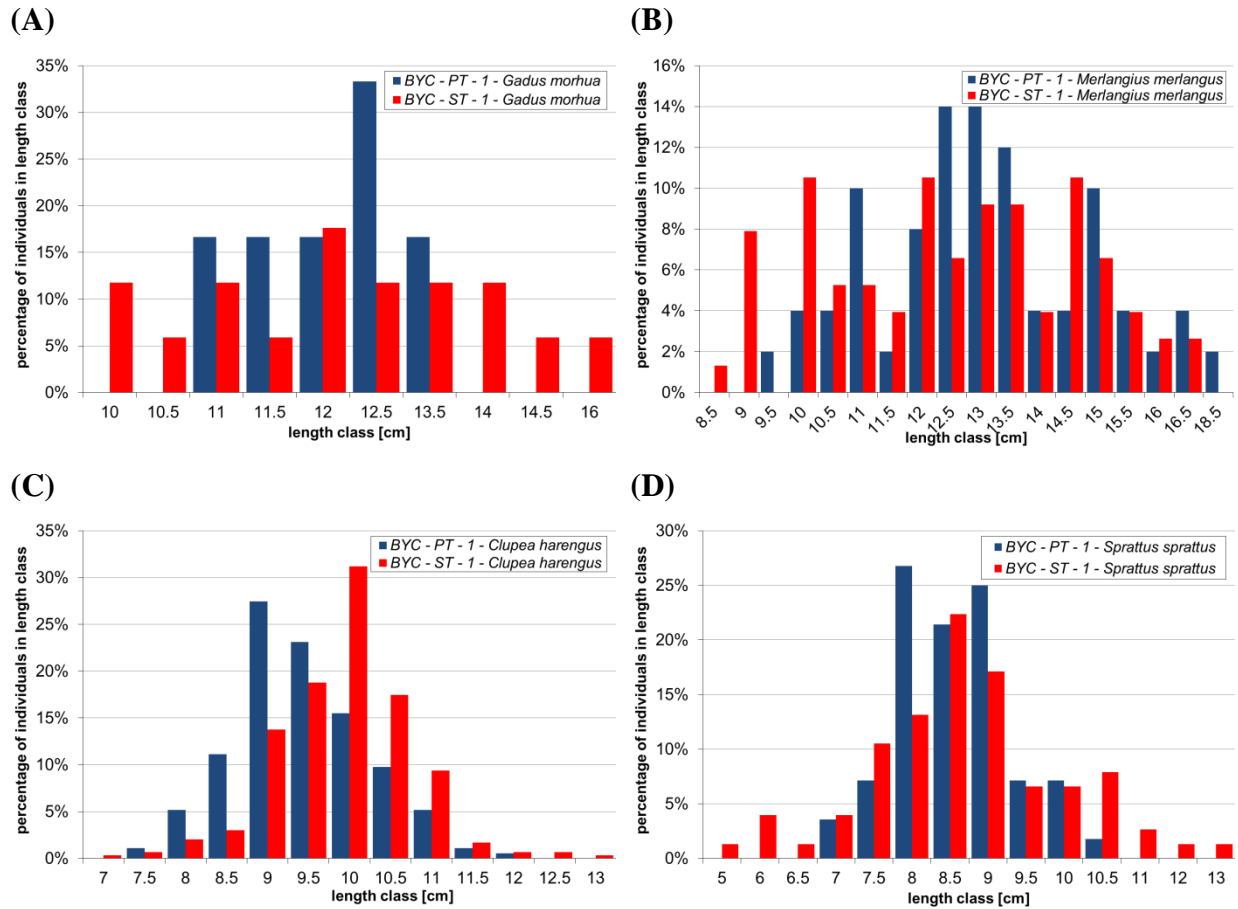 (A)
35%
30%
25%
20%
15%
10%
5%
0%
percentage of individuals in length class
BYC - PT - 1 - Gadus morhua
BYC - ST - 1 - Gadus morhua
10 10.5 11 11.5 12 12.5 13.5 14 14.5 16
length class [cm]
(B)
16%
14%
12%
10%
8%
6%
4%
2%
0%
percentage of individuals in length class
BYC - PT - 1 - Merlangius merlangus
BYC - ST - 1 - Merlangius merlangus
8.5 9 9.5 10 10.5 11 11.5 12 12.5 13 13.5 14 14.5 15 15.5 16 16.5 18.5
length class [cm]
(C)
35%
30%
25%
20%
15%
10%
5%
0%
percentage of individuals in length class
BYC - PT - 1 - Clupea harengus
BYC - ST - 1 - Clupea harengus
7 7.5 8 8.5 9 9.5 10 10.5 11 11.5 12 12.5 13
length class [cm]
(D)
30%
25%
20%
15%
10%
5%
0%
percentage of individuals in length class
BYC - PT - 1 - Sprattus sprattus
BYC - ST - 1 - Sprattus sprattus
5 6 6.5 7 7.5 8 8.5 9 9.5 10 10.5 11 12 13
length class [cm]